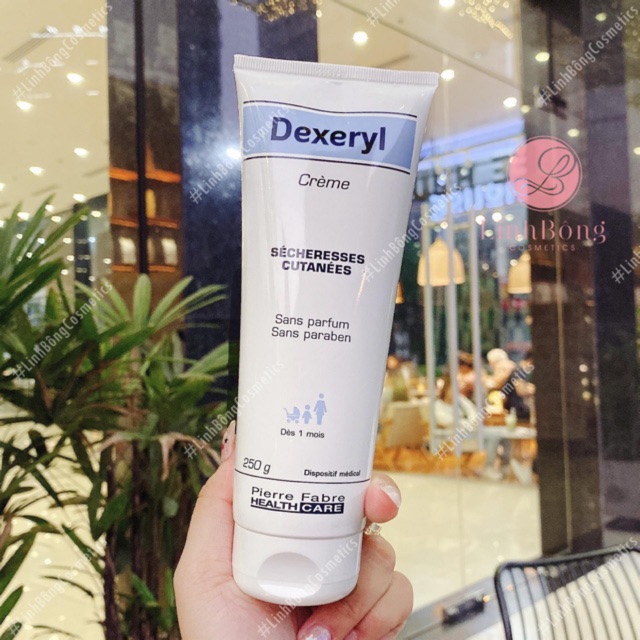 Dexeryl
Crème
SÉCHERESSES
CUTANÉES
Sans parfum
Sans paraben
Dès 1 mois
250 g
Dispositif médical
Pierre Fabre
HEALTH CARE
L
LinhBông
COSMETICS
#LinhBôngCosmetics